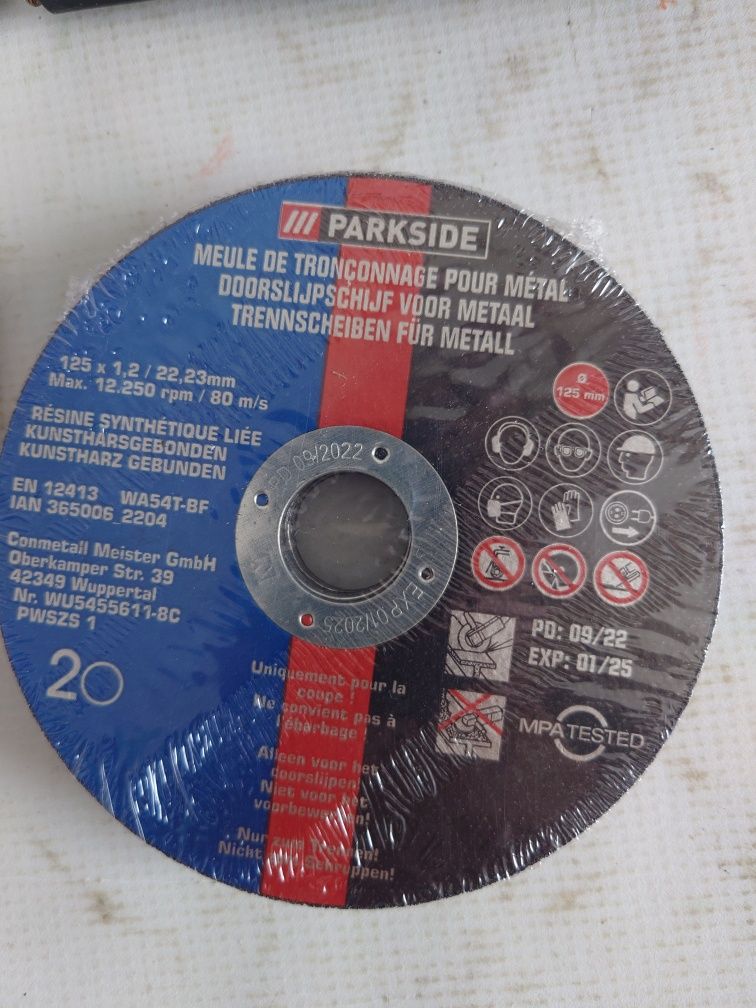 PARKSIDE
MEULE DE TRONÇONNAGE POUR MÉTAL
DOORSLIJPSCHIJF VOOR METAAL
TRENNSCHEIBEN FÜR METALL
125 x 1,2 / 22,23mm
Max. 12.250 rpm / 80 m/s
RÉSINE SYNTHÉTIQUE LIÉE
KUNSTHARSGEBONDEN
KUNSTHARZ GEBUNDEN
EN 12413 WA54T-BF
IAN 365006_2204
Conmetall Meister GmbH
Oberkamper Str. 39
42349 Wuppertal
Nr. WU5455611-8C
PWSZS 1
20
Ø
125 mm
PD 09/2022
EXP 01/2025
PD: 09/22
EXP: 01/25
MPA TESTED
Uniquement pour la
coupe !
Ne convient pas à
l'ébarbage !
Alleen voor het
doorslijpen!
Niet voor het
voorbewerken!
Nur zum Trennen!
Nicht zum Schruppen!